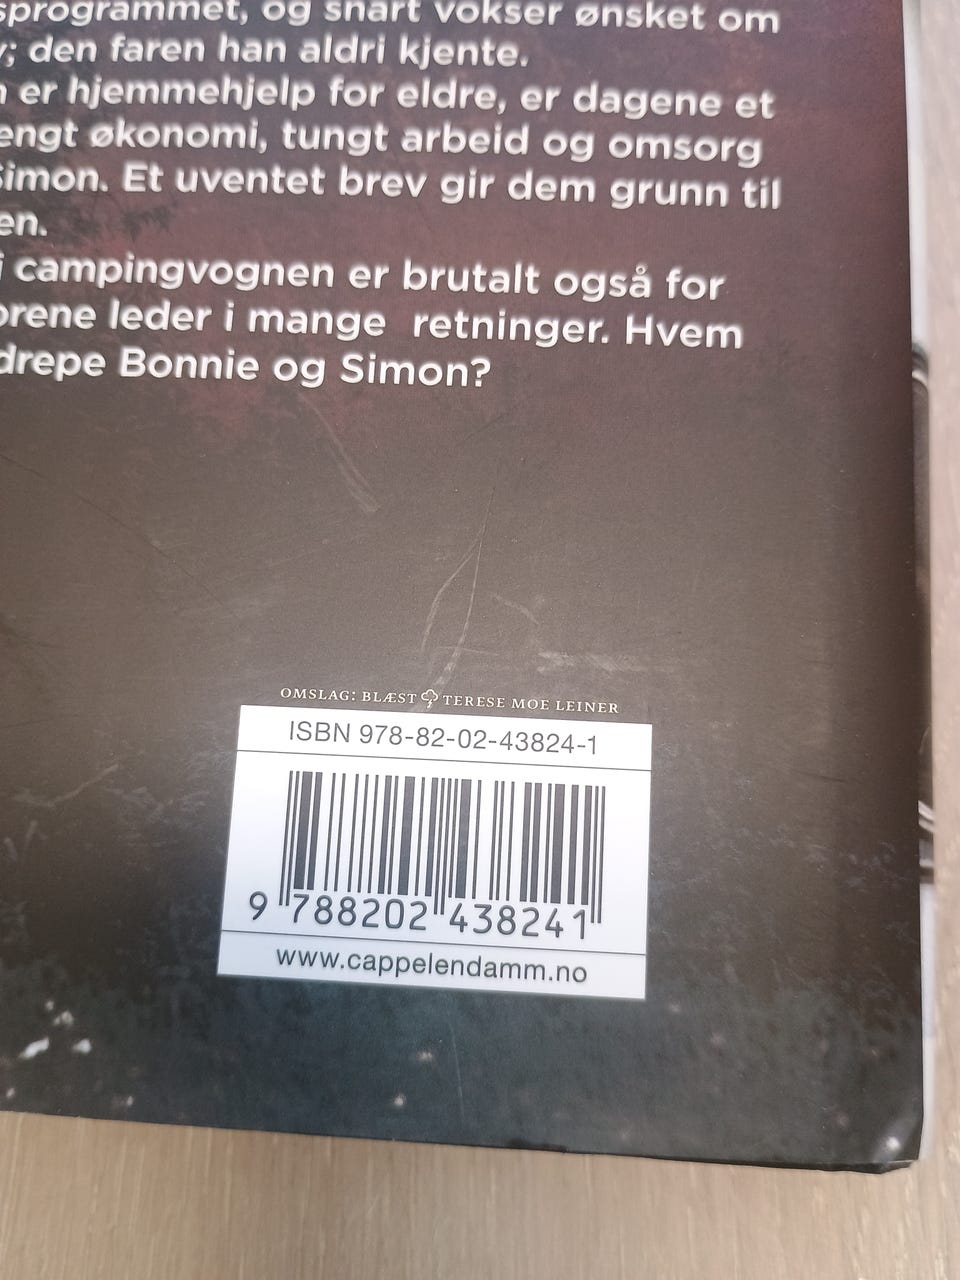 sprogrammet, og snart vokser ønsket om
; den faren han aldri kjente.
er hjemmehjelp for eldre, er dagene et
engt økonomi, tungt arbeid og omsorg
Simon. Et uventet brev gir dem grunn til
en.
i campingvognen er brutalt også for
orene leder i mange retninger. Hvem
drepe Bonnie og Simon?
OMSLAG: BLÆST TERESE MOE LEINER
ISBN 978-82-02-43824-1
9 788202 438241
www.cappelendamm.no